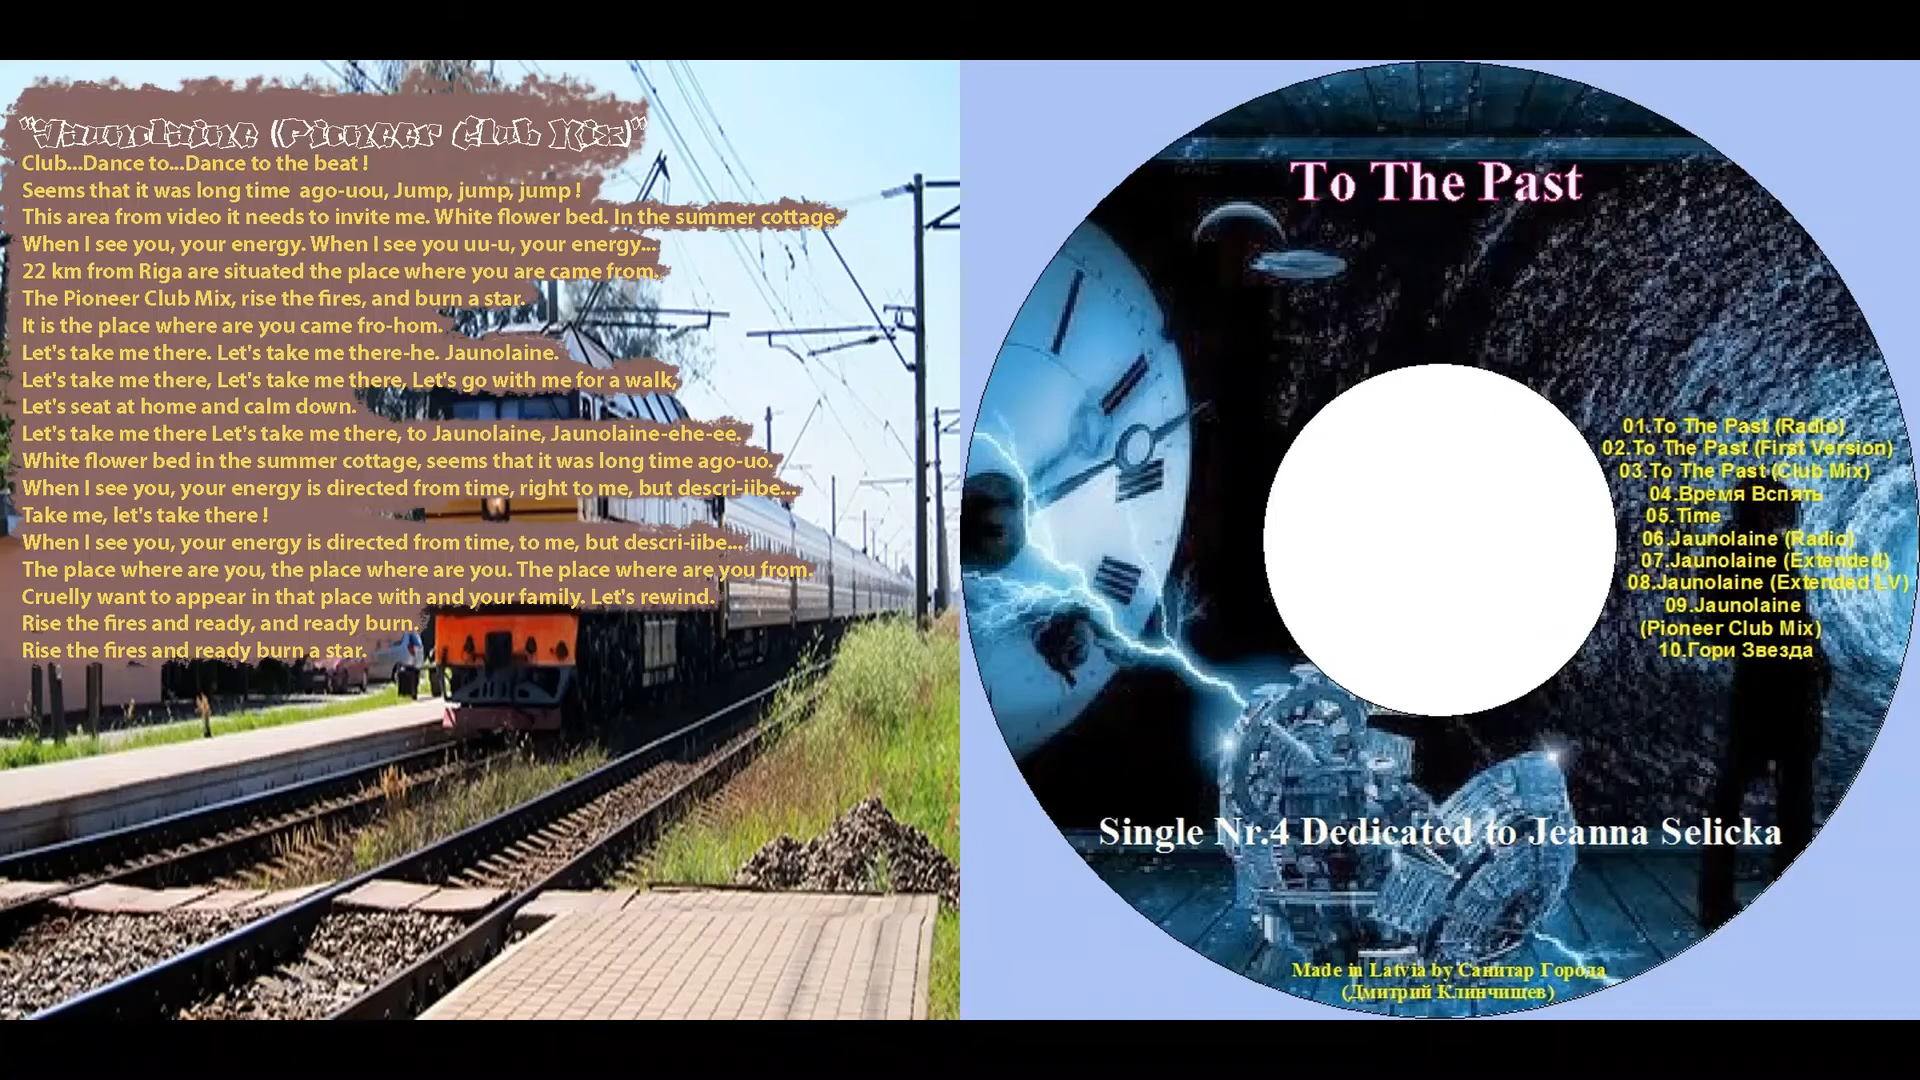 "Jaunolaine (Pioneer Club Mix)"
Club...Dance to...Dance to the beat !
Seems that it was long time  ago-uou, Jump, jump, jump !
This area from video it needs to invite me. White flower bed. In the summer cottage.
When I see you, your energy. When I see you uu-u, your energy...
22 km from Riga are situated the place where you are came from.
The Pioneer Club Mix, rise the fires, and burn a star.
It is the place where are you came fro-hom.
Let's take me there. Let's take me there-he. Jaunolaine.
Let's take me there, Let's take me there, Let's go with me for a walk,
Let's seat at home and calm down.
Let's take me there Let's take me there, to Jaunolaine, Jaunolaine-ehe-ee.
White flower bed in the summer cottage, seems that it was long time ago-uo.
When I see you, your energy is directed from time, right to me, but descri-iibe...
Take me, let's take there !
When I see you, your energy is directed from time, to me, but descri-iibe...
The place where are you, the place where are you. The place where are you from.
Cruelly want to appear in that place with and your family. Let's rewind.
Rise the fires and ready, and ready burn.
Rise the fires and ready burn a star.
To The Past
01.To The Past (Radio)
02.To The Past (First Version)
03.To The Past (Club Mix)
04.Время Вспять
05.Time
06.Jaunolaine (Radio)
07.Jaunolaine (Extended)
08.Jaunolaine (Extended LV)
09.Jaunolaine
(Pioneer Club Mix)
10.Гори Звезда
Single Nr.4 Dedicated to Jeanna Selicka
Made in Latvia by Санитар Города
(Дмитрий Клинчищев)